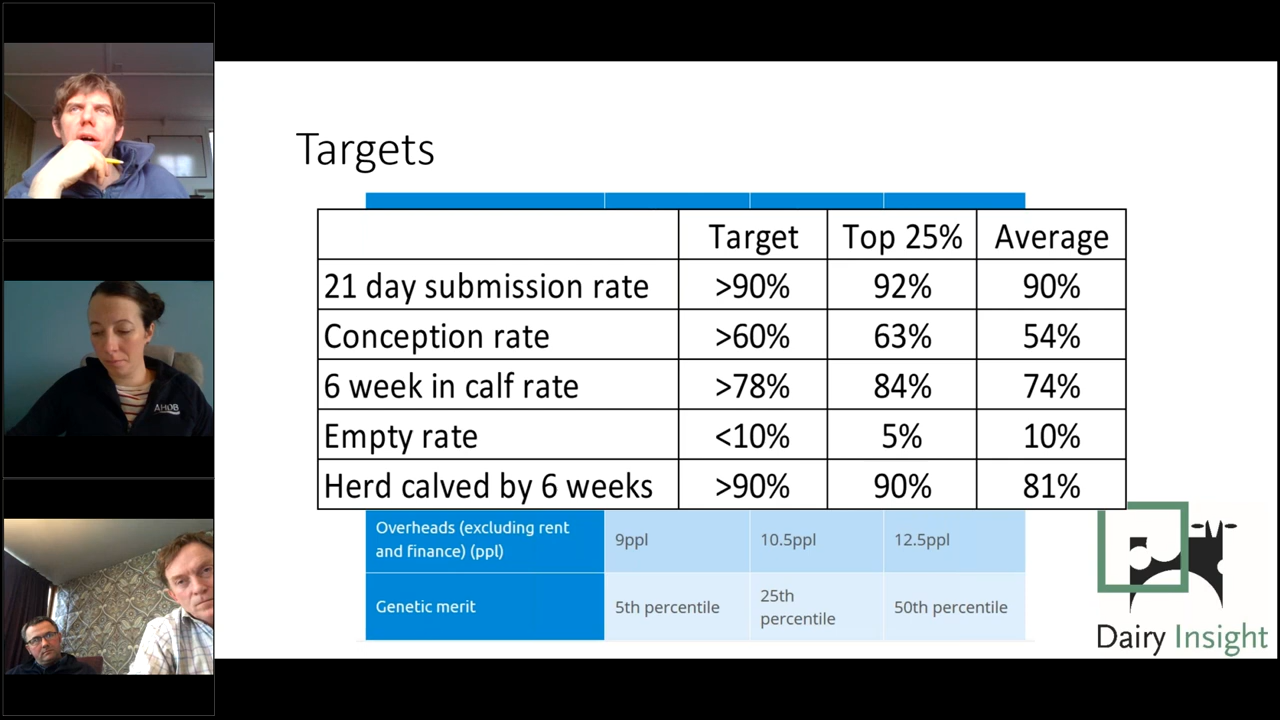 AHDB
Targets
Target Top 25% Average
21 day submission rate >90% 92% 90%
Conception rate >60% 63% 54%
6 week in calf rate >78% 84% 74%
Empty rate <10% 5% 10%
Herd calved by 6 weeks >90% 90% 81%
Overheads (excluding rent
and finance) (ppl) 9ppl 10.5ppl 12.5ppl
Genetic merit 5th percentile 25th
percentile 50th percentile
Dairy Insight